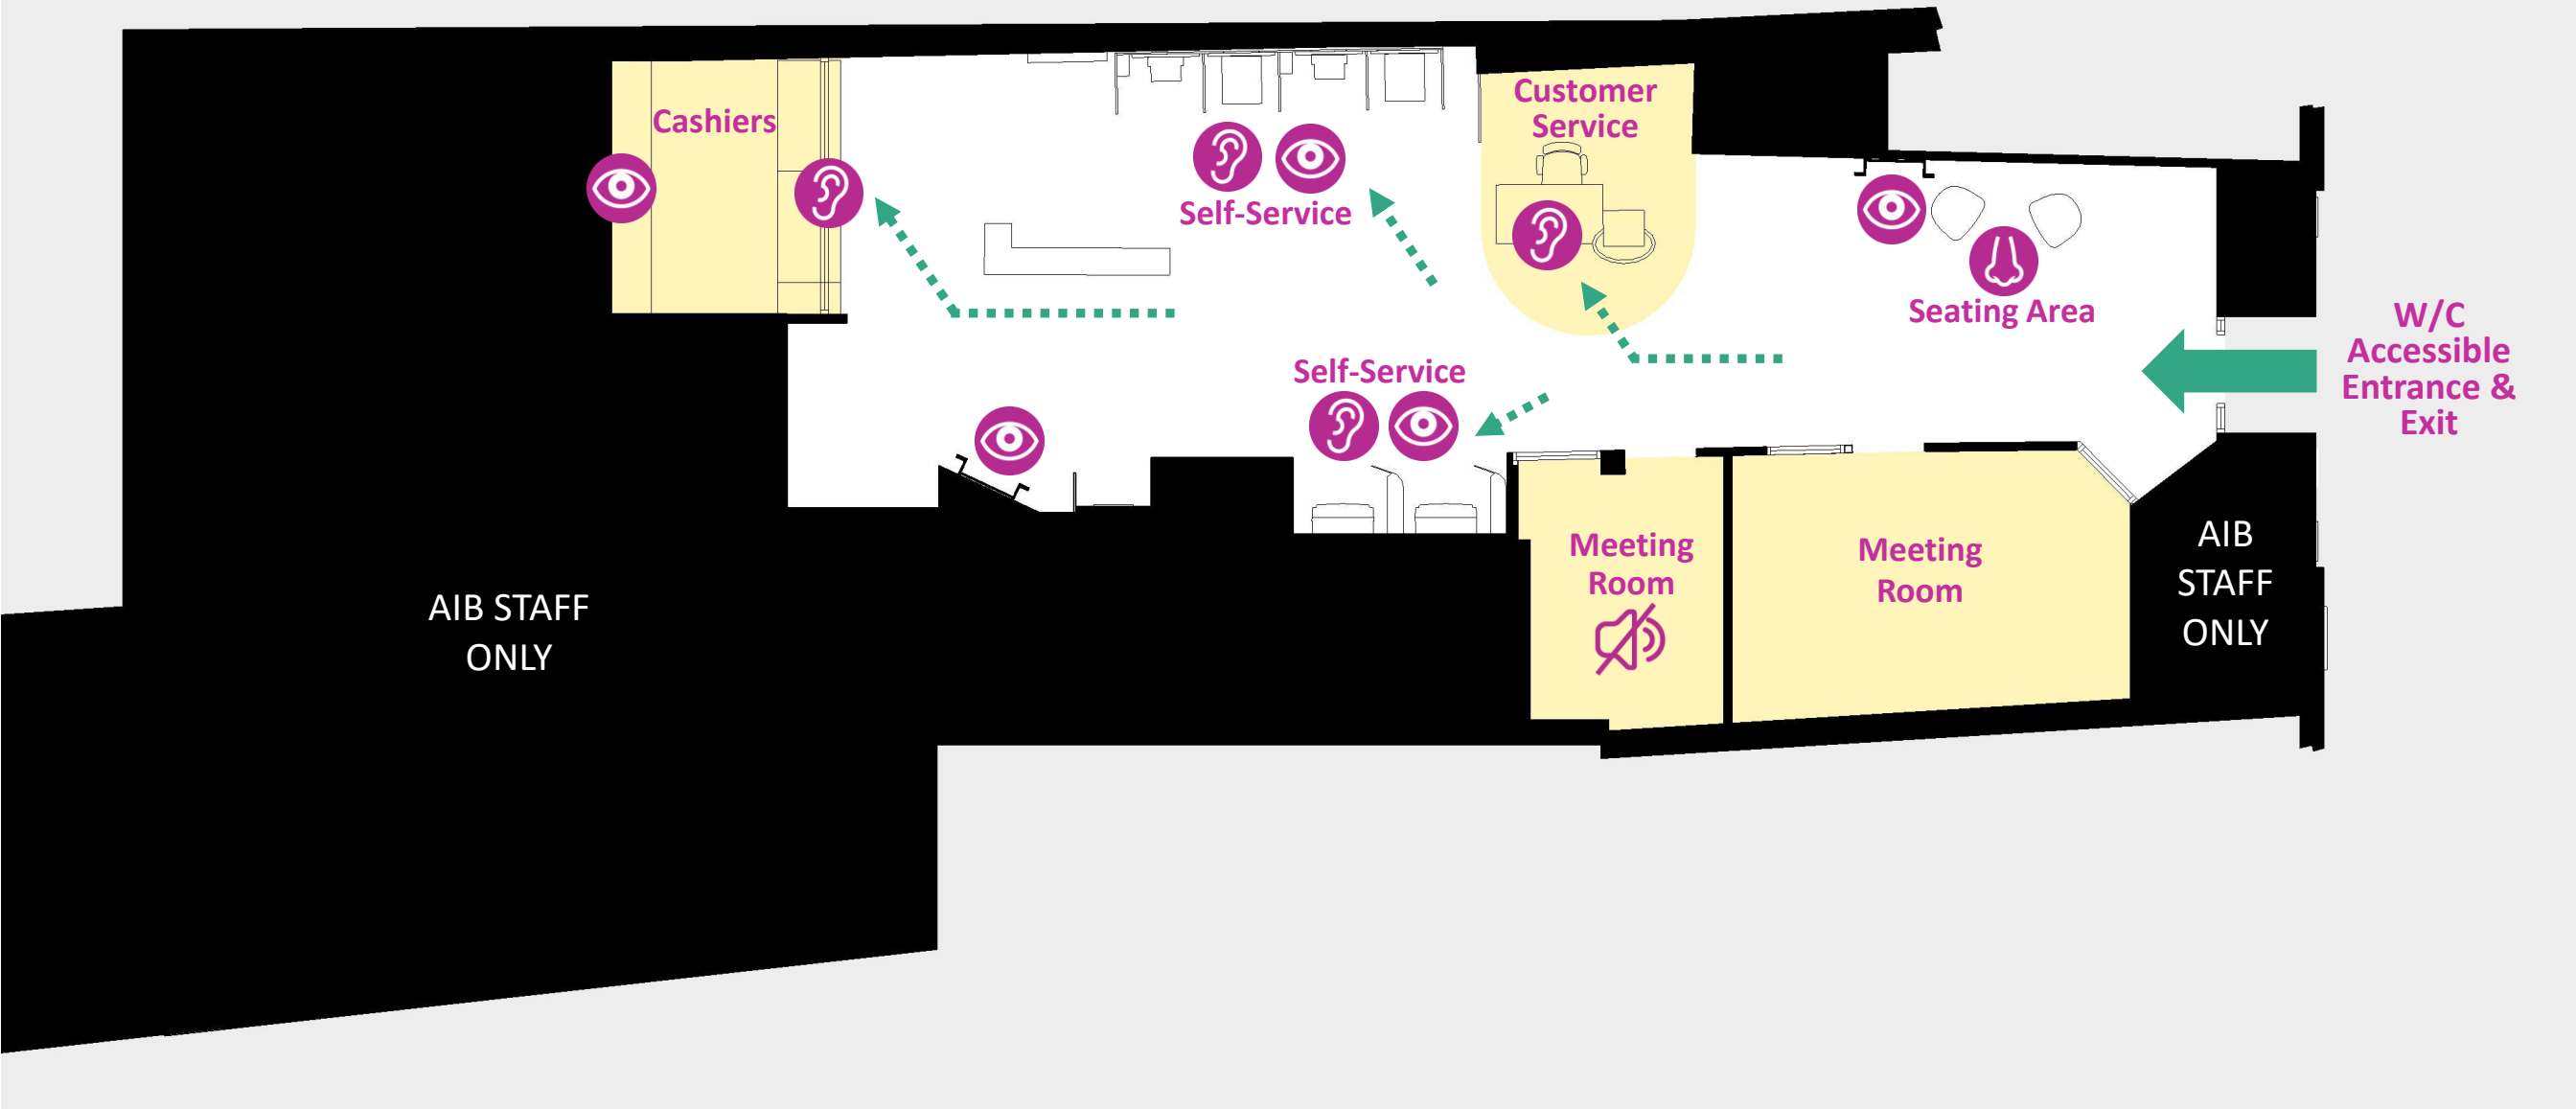 Customer
Service
Cashiers
Self-Service
Seating Area
W/C
Accessible
Entrance &
Exit
Self-Service
Meeting
Room
Meeting
Room
AIB
STAFF
ONLY
AIB STAFF
ONLY